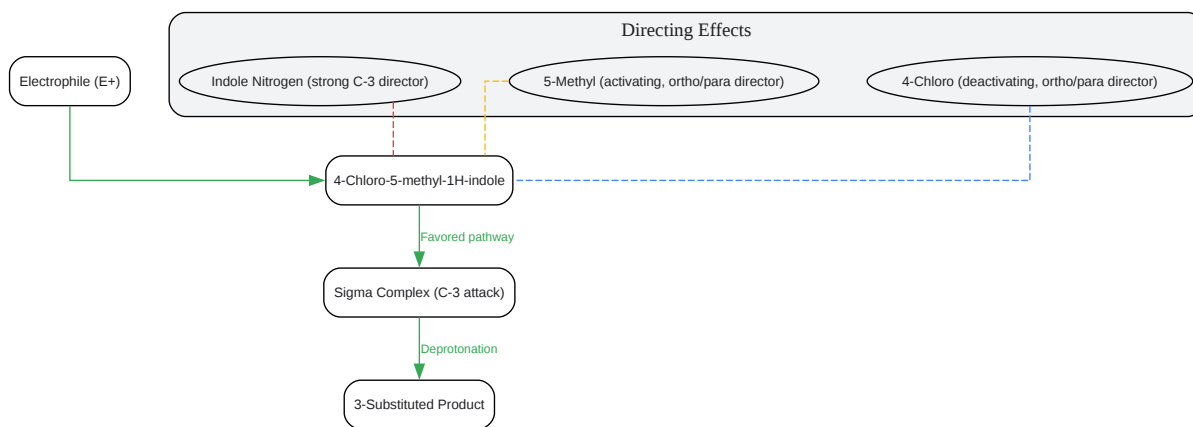 Directing Effects
Electrophile (E+)
Indole Nitrogen (strong C-3 director)
5-Methyl (activating, ortho/para director)
4-Chloro (deactivating, ortho/para director)
4-Chloro-5-methyl-1H-indole
Favored pathway
Sigma Complex (C-3 attack)
Deprotonation
3-Substituted Product